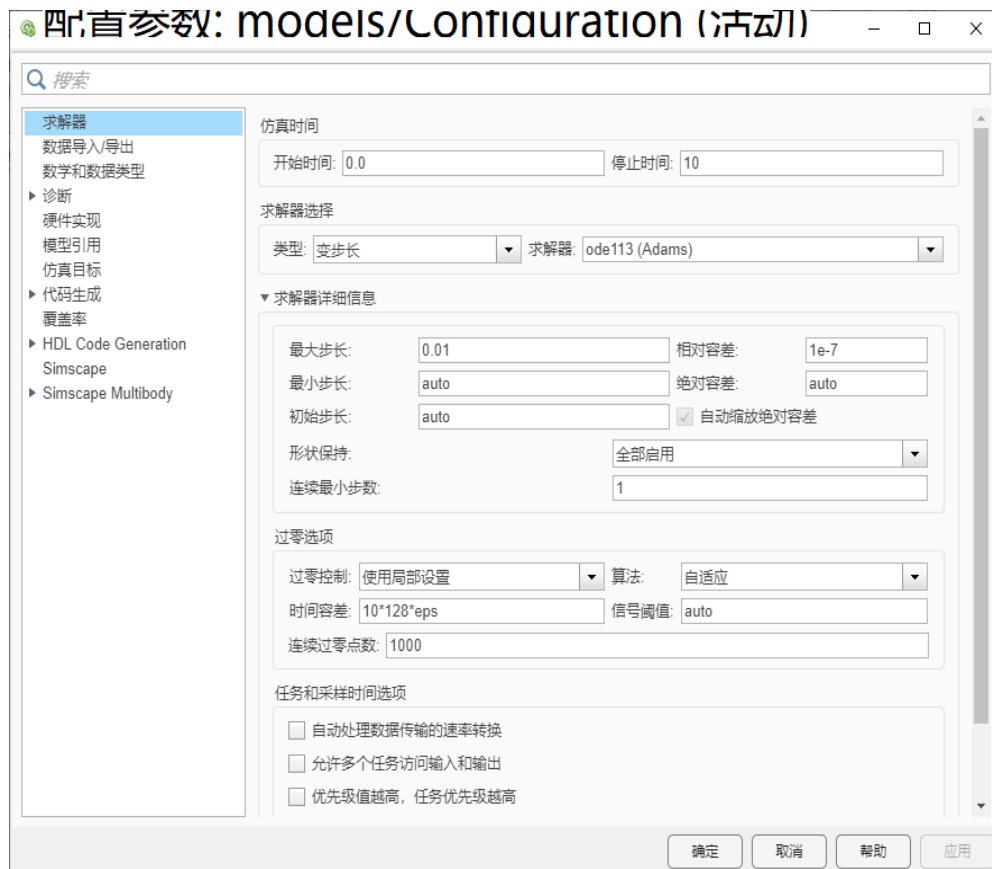 配置参数: models/Configuration (活动)
搜索
求解器
数据导入/导出
数学和数据类型
诊断
硬件实现
模型引用
仿真目标
代码生成
覆盖率
HDL Code Generation
Simscape
Simscape Multibody
仿真时间
开始时间: 0.0 停止时间: 10
求解器选择
类型: 变步长 求解器: ode113 (Adams)
求解器详细信息
最大步长: 0.01 相对容差: 1e-7
最小步长: auto 绝对容差: auto
初始步长: auto 自动缩放绝对容差
形状保持: 全部启用
连续最小步数: 1
过零选项
过零控制: 使用局部设置 算法: 自适应
时间容差: 10*128*eps 信号阈值: auto
连续过零点数: 1000
任务和采样时间选项
自动处理数据传输的速率转换
允许多个任务访问输入和输出
优先级值越高，任务优先级越高
确定 取消 帮助 应用